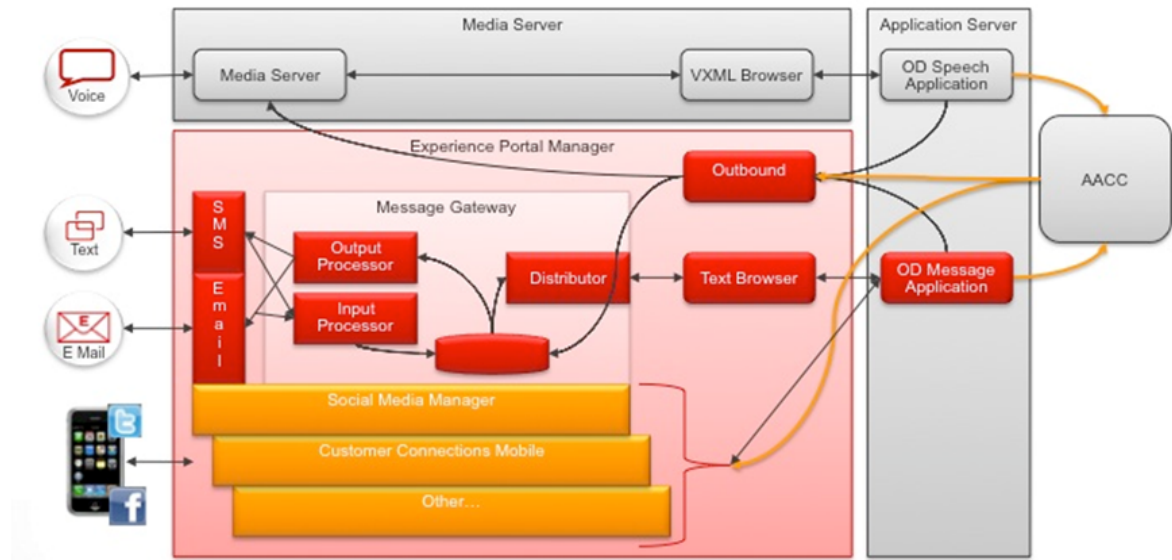 Media Server
Application Server
Voice
Media Server
VXML Browser
OD Speech
Application
Experience Portal Manager
Outbound
AACC
Text
S
M
S
Message Gateway
Output
Processor
Distributor
Text Browser
OD Message
Application
E
E Mail
E
m
a
i
l
Input
Processor
Social Media Manager
t
Customer Connections Mobile
f
Other...